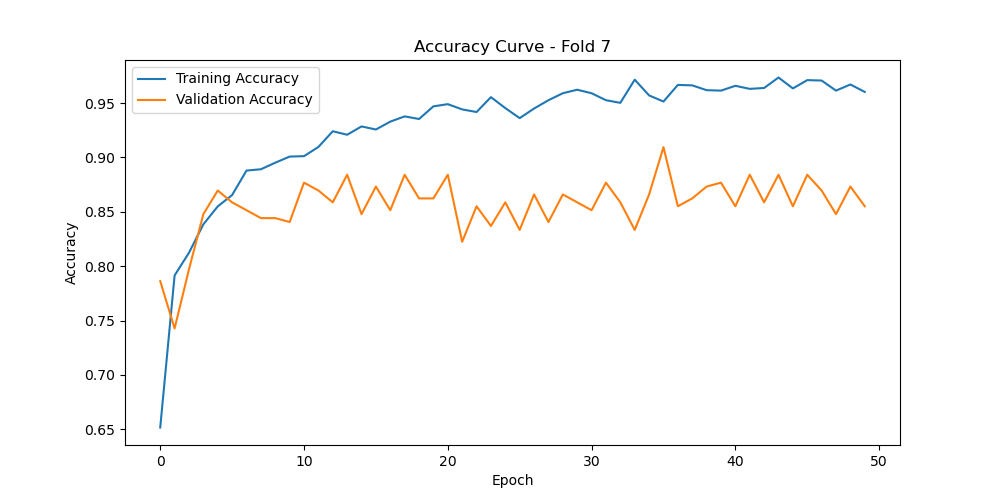 Accuracy Curve - Fold 7
Training Accuracy
Validation Accuracy
Accuracy
0.95
0.90
0.85
0.80
0.75
0.70
0.65
0 10 20 30 40 50
Epoch